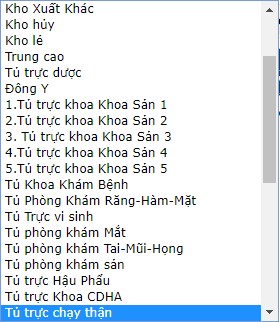 Kho Xuất Khác
Kho hủy
Kho lẻ
Trung cao
Tủ trực dược
Đông Y
1.Tủ trực khoa Khoa Sản 1
2.Tủ trực khoa Khoa Sản 2
3. Tủ trực khoa Khoa Sản 3
4.Tủ trực khoa Khoa Sản 4
5.Tủ trực khoa Khoa Sản 5
Tủ Khoa Khám Bệnh
Tủ Phòng Khám Răng-Hàm-Mặt
Tủ Trực vi sinh
Tủ phòng khám Mắt
Tủ phòng khám Tai-Mũi-Họng
Tủ phòng khám sản
Tủ trực Hậu Phẩu
Tủ trực Khoa CDHA
Tủ trực chạy thận